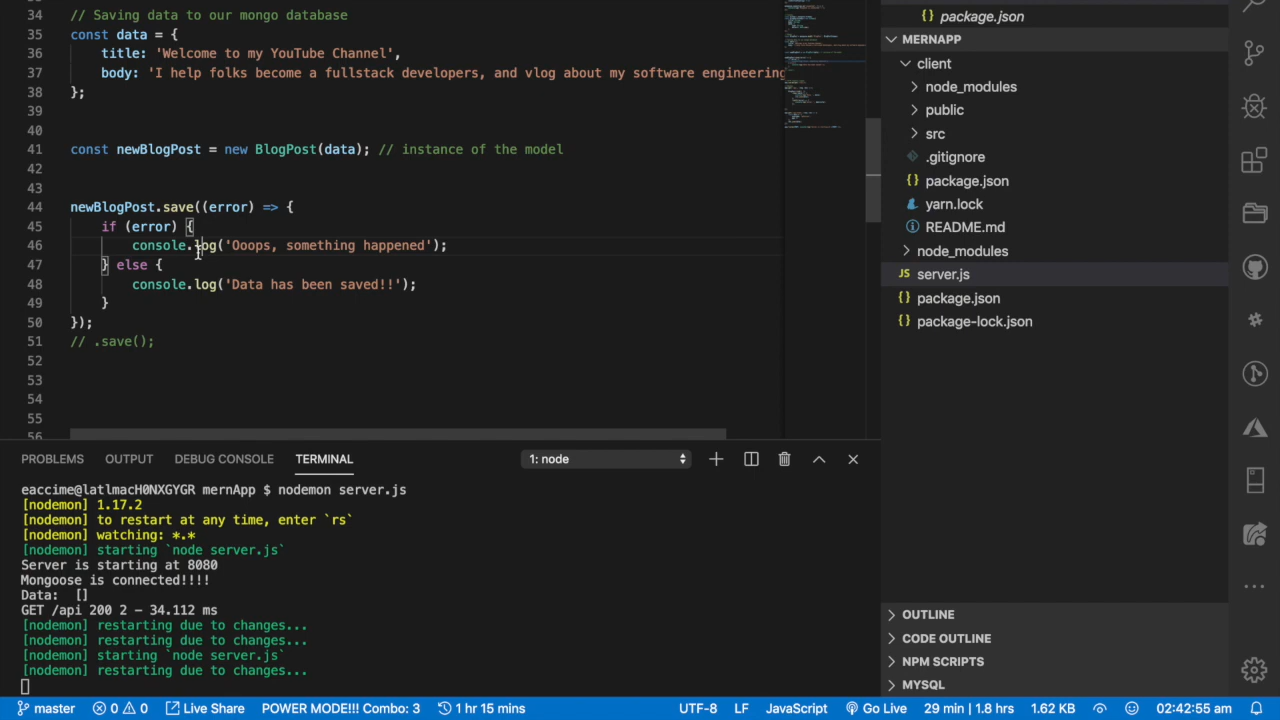 34 // Saving data to our mongo database
35 const data = {
36 title: 'Welcome to my YouTube Channel',
37 body: 'I help folks become a fullstack developers, and vlog about my software engineering
38 };
39
40
41 const newBlogPost = new BlogPost(data); // instance of the model
42
43
44 newBlogPost.save((error) => {
45 if (error) {
46 console.log('Ooops, something happened');
47 } else {
48 console.log('Data has been saved!!');
49 }
50 });
51 // .save();
52
53
54
55
56
PROBLEMS OUTPUT DEBUG CONSOLE TERMINAL 1: node
eaccime@latlmacH0NXGYGR mernApp $ nodemon server.js
[nodemon] 1.17.2
[nodemon] to restart at any time, enter `rs`
[nodemon] watching: *.*
[nodemon] starting `node server.js`
Server is starting at 8080
Mongoose is connected!!!!
Data: []
GET /api 200 2 - 34.112 ms
[nodemon] restarting due to changes...
[nodemon] restarting due to changes...
[nodemon] starting `node server.js`
[nodemon] restarting due to changes...
{} package.json
MERNAPP
client
node_modules
public
src
.gitignore
{} package.json
yarn.lock
README.md
node_modules
JS server.js
{} package.json
{} package-lock.json
OUTLINE
CODE OUTLINE
NPM SCRIPTS
MYSQL
master 0 0 Live Share POWER MODE!!! Combo: 3 1 hr 15 mins UTF-8 LF JavaScript Go Live 29 min | 1.8 hrs 1.62 KB 02:42:55 am